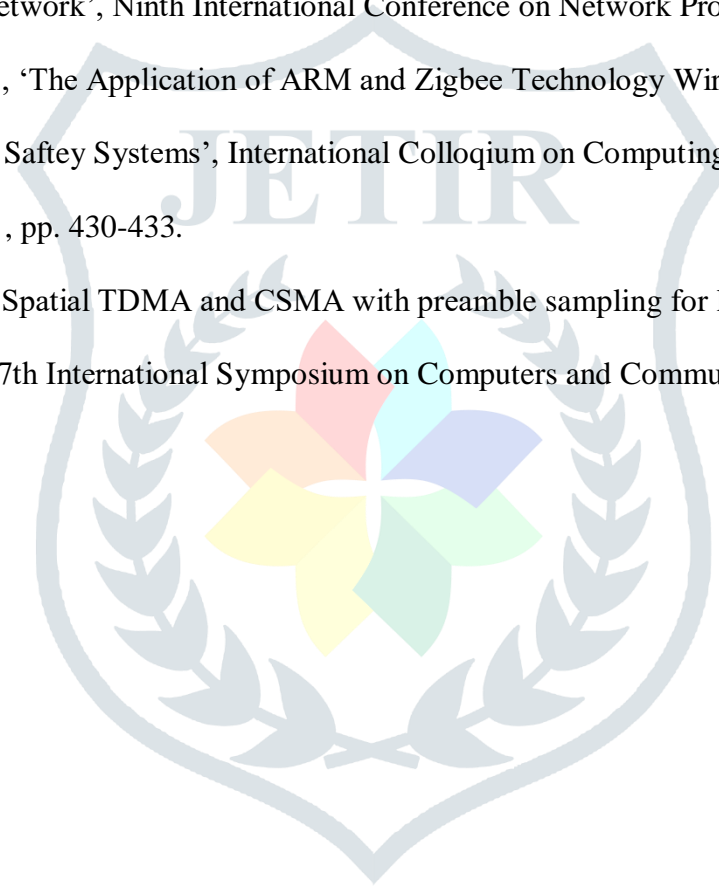 etwork’, Ninth International Conference on Network Pro
, ‘The Application of ARM and Zigbee Technology Wir
Saftey Systems’, International Colloqium on Computing
JETIR
, pp. 430-433.
Spatial TDMA and CSMA with preamble sampling for
7th International Symposium on Computers and Commu